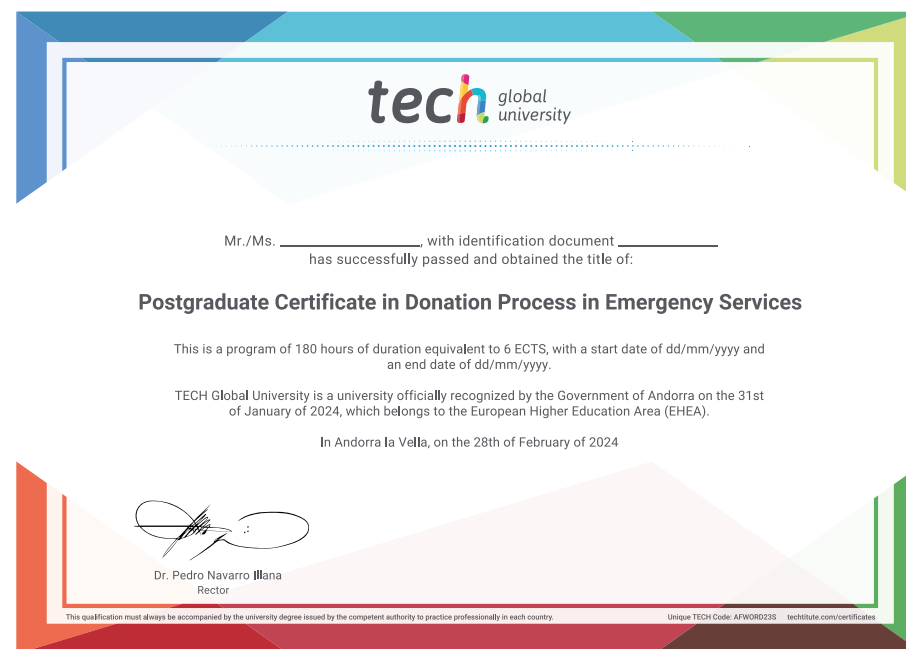 tech global
university
Mr./Ms. ____________, with identification document ____________
has successfully passed and obtained the title of:
Postgraduate Certificate in Donation Process in Emergency Services
This is a program of 180 hours of duration equivalent to 6 ECTS, with a start date of dd/mm/yyyy and
an end date of dd/mm/yyyy.
TECH Global University is a university officially recognized by the Government of Andorra on the 31st
of January of 2024, which belongs to the European Higher Education Area (EHEA).
In Andorra la Vella, on the 28th of February of 2024
Dr. Pedro Navarro Illana
Rector
This qualification must always be accompanied by the university degree issued by the competent authority to practice professionally in each country. Unique TECH Code: AFWORD23S techtitute.com/certificates